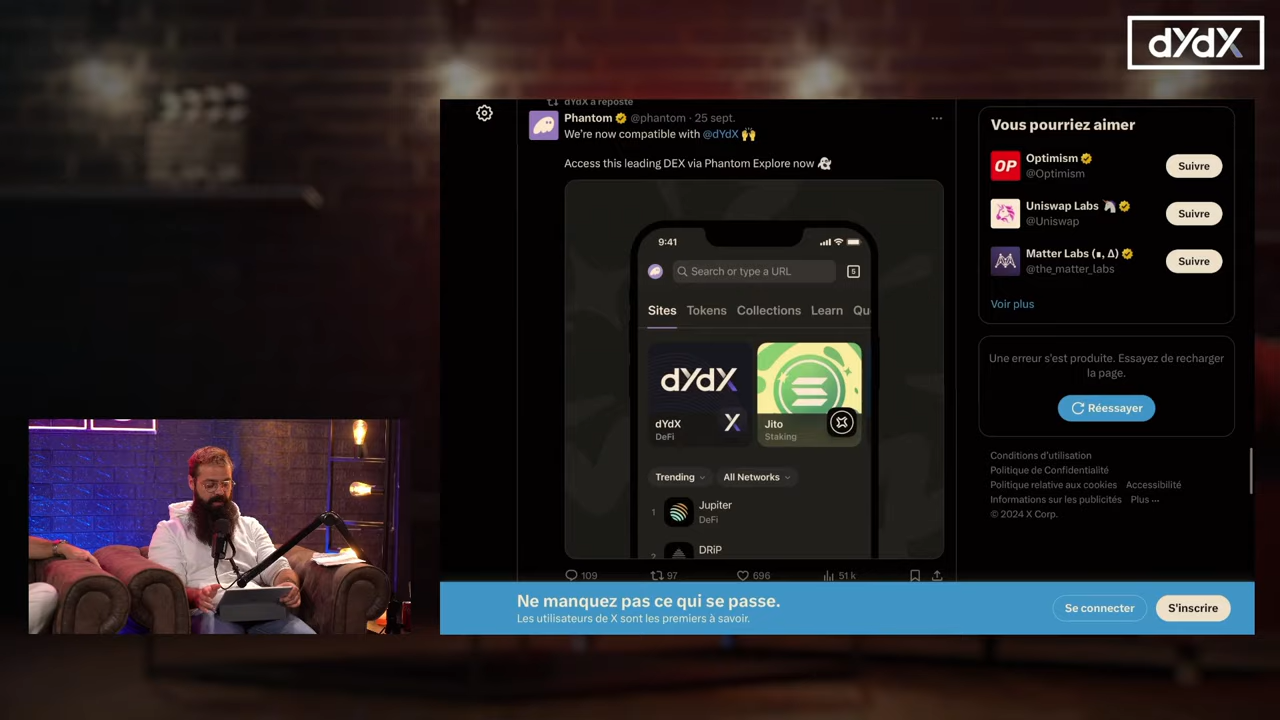 dYdX
dYdX a reposté
Phantom @phantom · 25 sept.
We're now compatible with @dYdX 🙌
Access this leading DEX via Phantom Explore now 👻
9:41
Search or type a URL
5
Sites Tokens Collections Learn Qu
dYdX
dYdX
DeFi
Jito
Staking
Trending
All Networks
1
Jupiter
DeFi
2
DRiP
109
97
696
51 k
Vous pourriez aimer
OP
Optimism
@Optimism
Suivre
Uniswap Labs 🦄
@Uniswap
Suivre
Matter Labs (∎, ∆)
@the_matter_labs
Suivre
Voir plus
Une erreur s'est produite. Essayez de recharger
la page.
Réessayer
Conditions d'utilisation
Politique de Confidentialité
Politique relative aux cookies Accessibilité
Informations sur les publicités Plus ···
© 2024 X Corp.
Ne manquez pas ce qui se passe.
Les utilisateurs de X sont les premiers à savoir.
Se connecter
S'inscrire